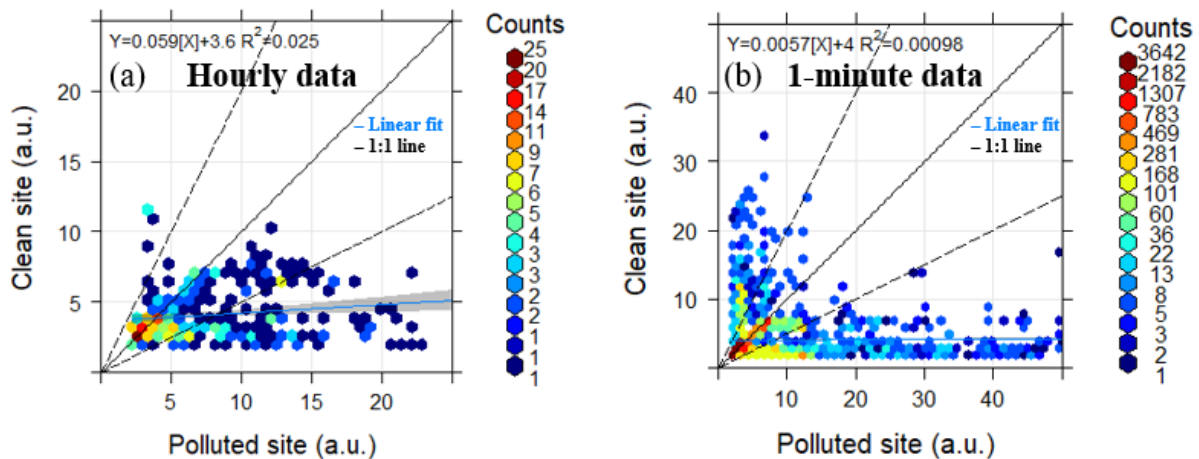 Y=0.059[X]+3.6 R²=0.025
(a) Hourly data
– Linear fit
– 1:1 line
Clean site (a.u.)
20
15
10
5
5 10 15 20
Polluted site (a.u.)
Counts
25
20
17
14
11
9
7
6
5
4
3
3
2
2
1
1
1
Y=0.0057[X]+4 R²=0.00098
(b) 1-minute data
– Linear fit
– 1:1 line
Clean site (a.u.)
40
30
20
10
10 20 30 40
Polluted site (a.u.)
Counts
3642
2182
1307
783
469
281
168
101
60
36
22
13
8
5
3
2
1